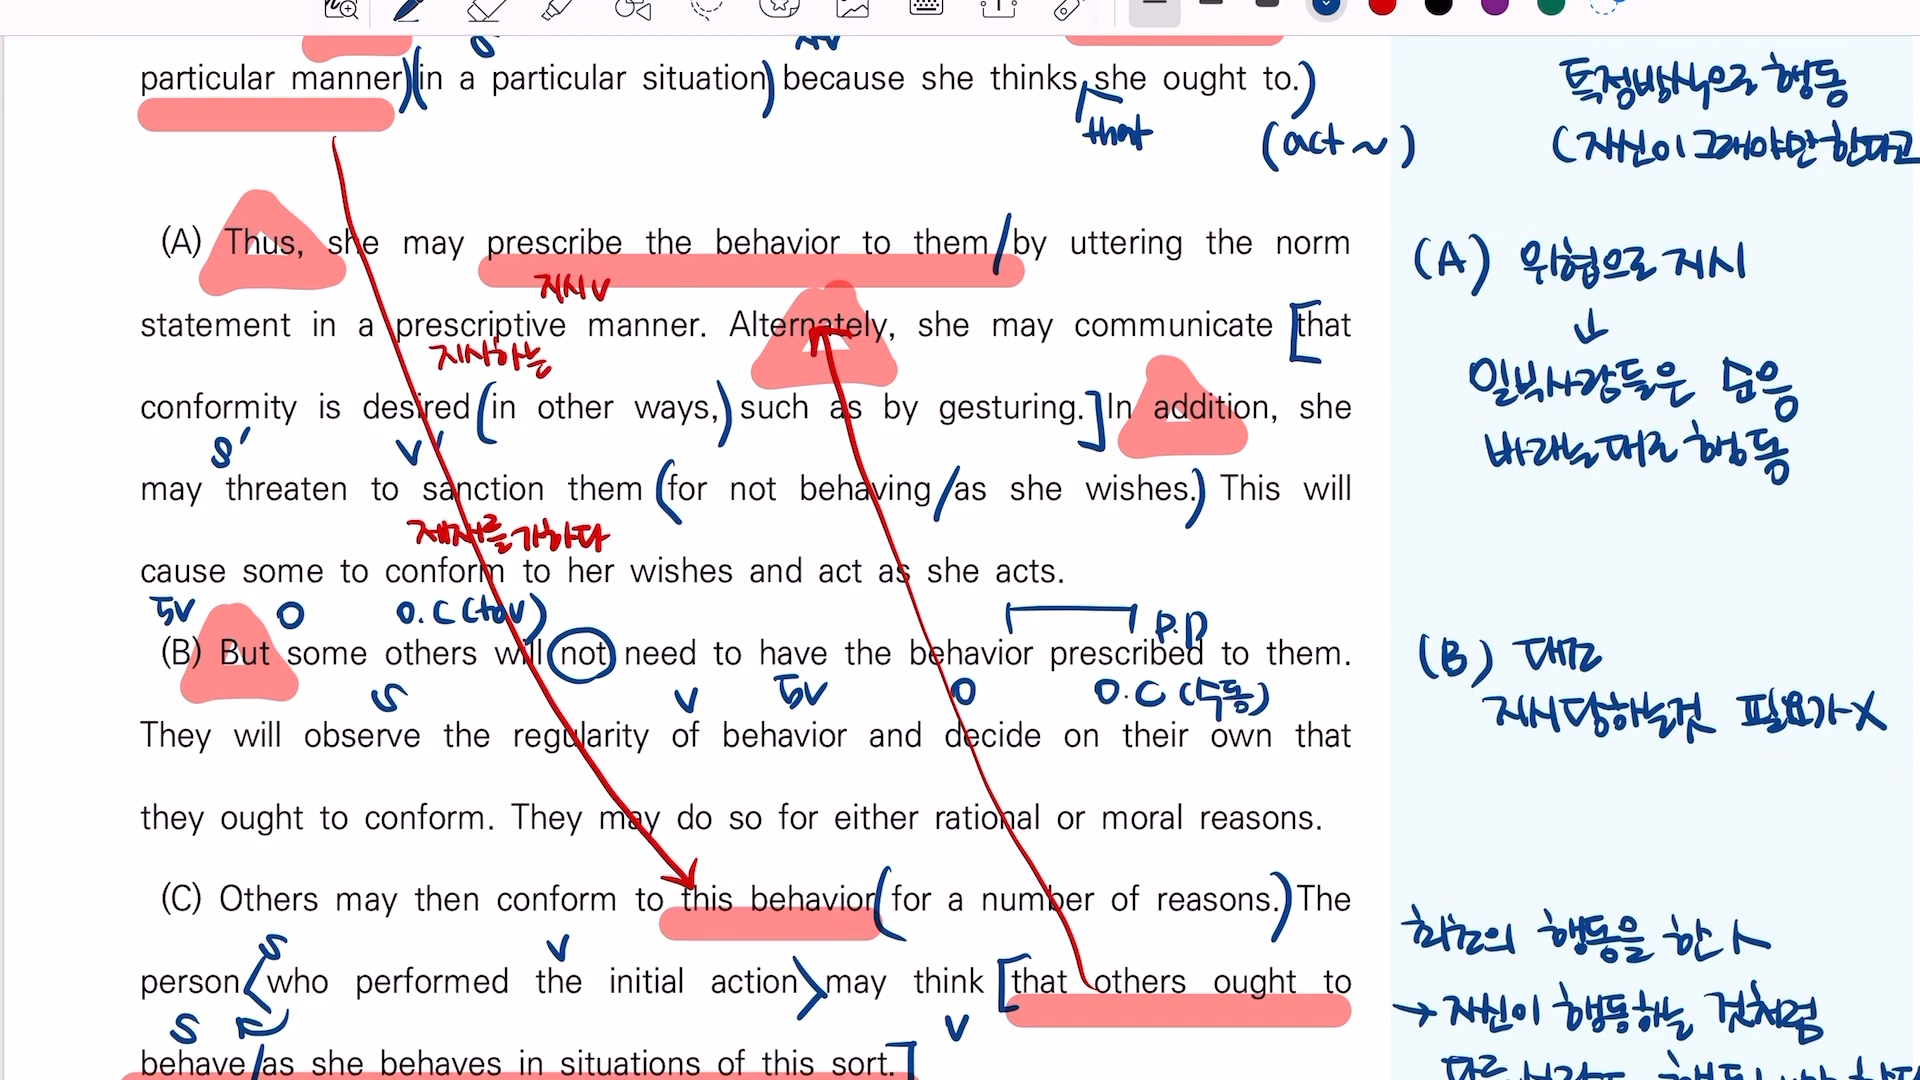 particular manner)(in a particular situation) because she thinks she ought to.)
that
(act ~)
특정방식으로 행동
(자신이 그래야만한다고
(A) Thus, she may prescribe the behavior to them / by uttering the norm
지시v
statement in a prescriptive manner. Alternately, she may communicate [that
지시하는
conformity is desired (in other ways,) such as by gesturing.] In addition, she
S' V'
may threaten to sanction them (for not behaving / as she wishes.) This will
제재를 가하다
cause some to conform to her wishes and act as she acts.
5V O O.C (to V)
(A) 위협으로 지시
↓
일부사람들은 순응
바라는대로 행동
P.P
(B) But some others will not need to have the behavior prescribed to them.
S V 5V O O.C (수동)
They will observe the regularity of behavior and decide on their own that
they ought to conform. They may do so for either rational or moral reasons.
(B) 대조
지시당하는것 필요가 X
(C) Others may then conform to this behavior (for a number of reasons.) The
S V
person <who performed the initial action> may think [that others ought to
S V
behave / as she behaves in situations of this sort.]
최초의 행동을 한 人
→ 자신이 행동하는 것처럼